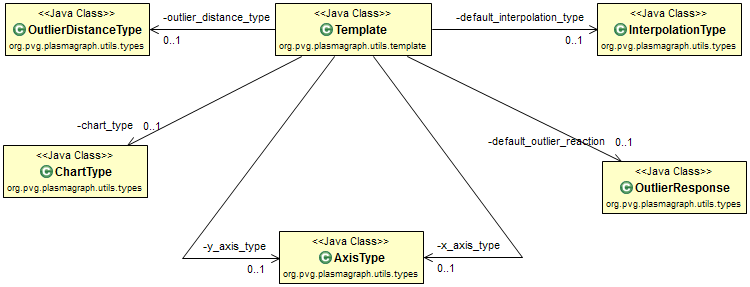 <<Java Class>>
OutlierDistanceType
org.pvg.plasmagraph.utils.types
-outlier_distance_type
0..1
<<Java Class>>
Template
org.pvg.plasmagraph.utils.template
-default_interpolation_type
0..1
<<Java Class>>
InterpolationType
org.pvg.plasmagraph.utils.types
-chart_type
0..1
-default_outlier_reaction
0..1
<<Java Class>>
ChartType
org.pvg.plasmagraph.utils.types
<<Java Class>>
OutlierResponse
org.pvg.plasmagraph.utils.types
-y_axis_type
0..1
<<Java Class>>
AxisType
org.pvg.plasmagraph.utils.types
-x_axis_type
0..1